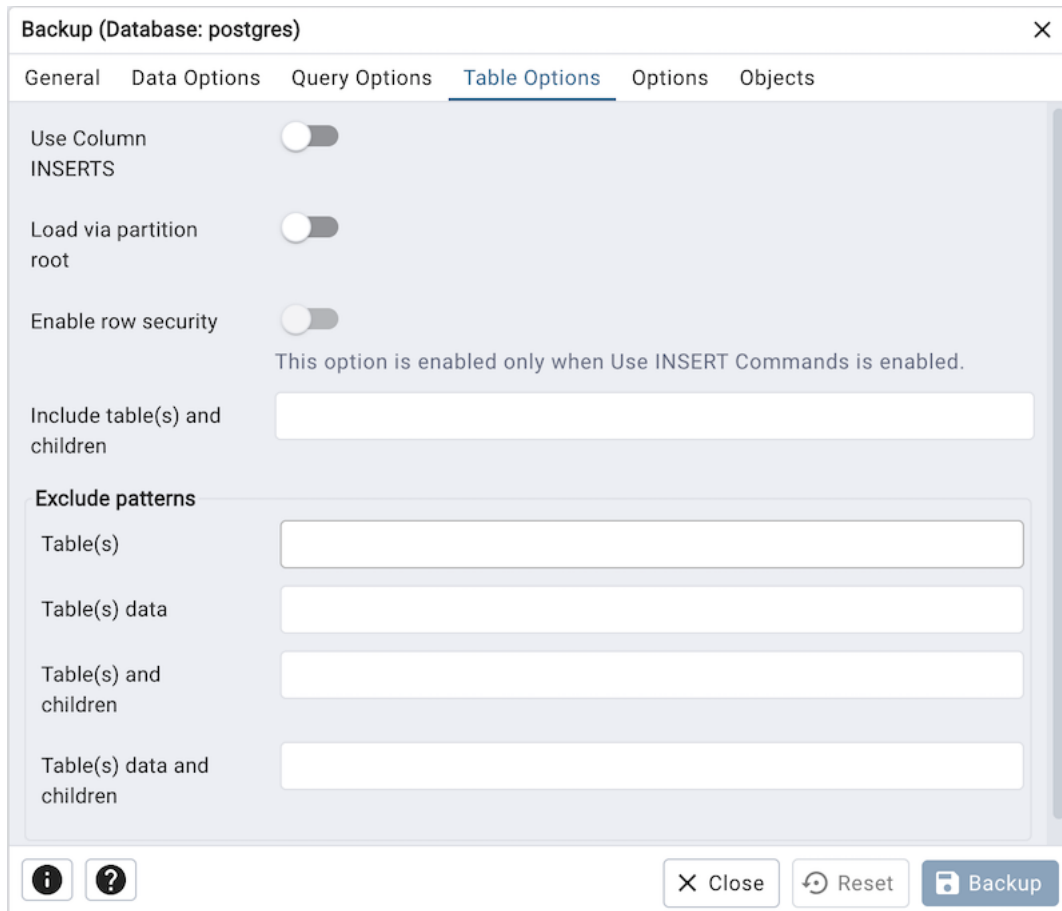 Backup (Database: postgres)
General Data Options Query Options Table Options Options Objects
Use Column
INSERTS
Load via partition
root
Enable row security
This option is enabled only when Use INSERT Commands is enabled.
Include table(s) and
children
Exclude patterns
Table(s)
Table(s) data
Table(s) and
children
Table(s) data and
children
Close Reset Backup